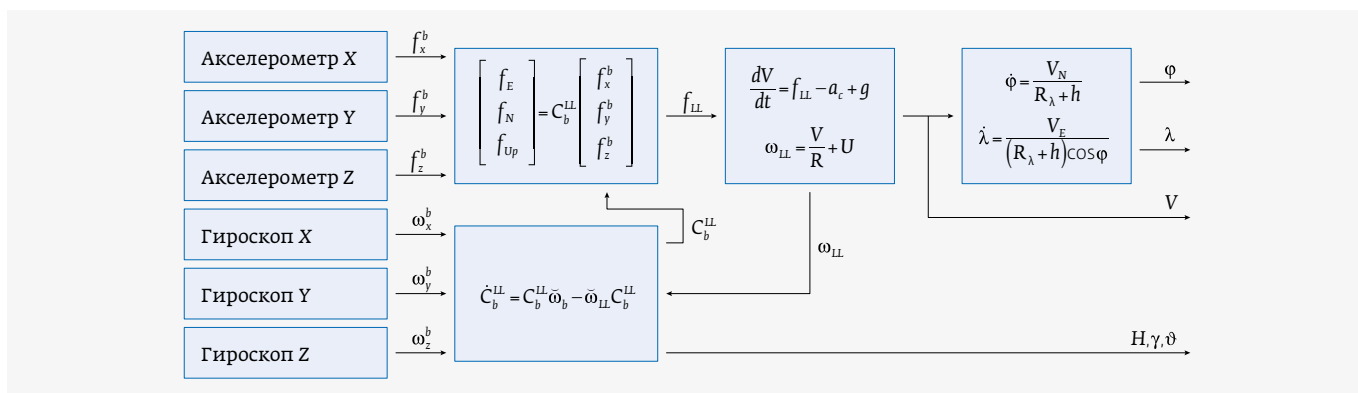 Акселерометр X
f_x^b
Акселерометр Y
f_y^b
Акселерометр Z
f_z^b
Гироскоп X
ω_x^b
Гироскоп Y
ω_y^b
Гироскоп Z
ω_z^b
[f_E f_N f_Up] = C_b^LL [f_x^b f_y^b f_z^b]
f_LL
dV/dt = f_LL − a_c + g
ω_LL = V/R + U
φ̇ = V_N/(R_λ + h)
λ̇ = V_E/((R_λ + h)cosφ)
φ
λ
V
C_b^LL
ω_LL
Ċ_b^LL = C_b^LL ω̆_b − ω̆_LL C_b^LL
H, γ, ϑ